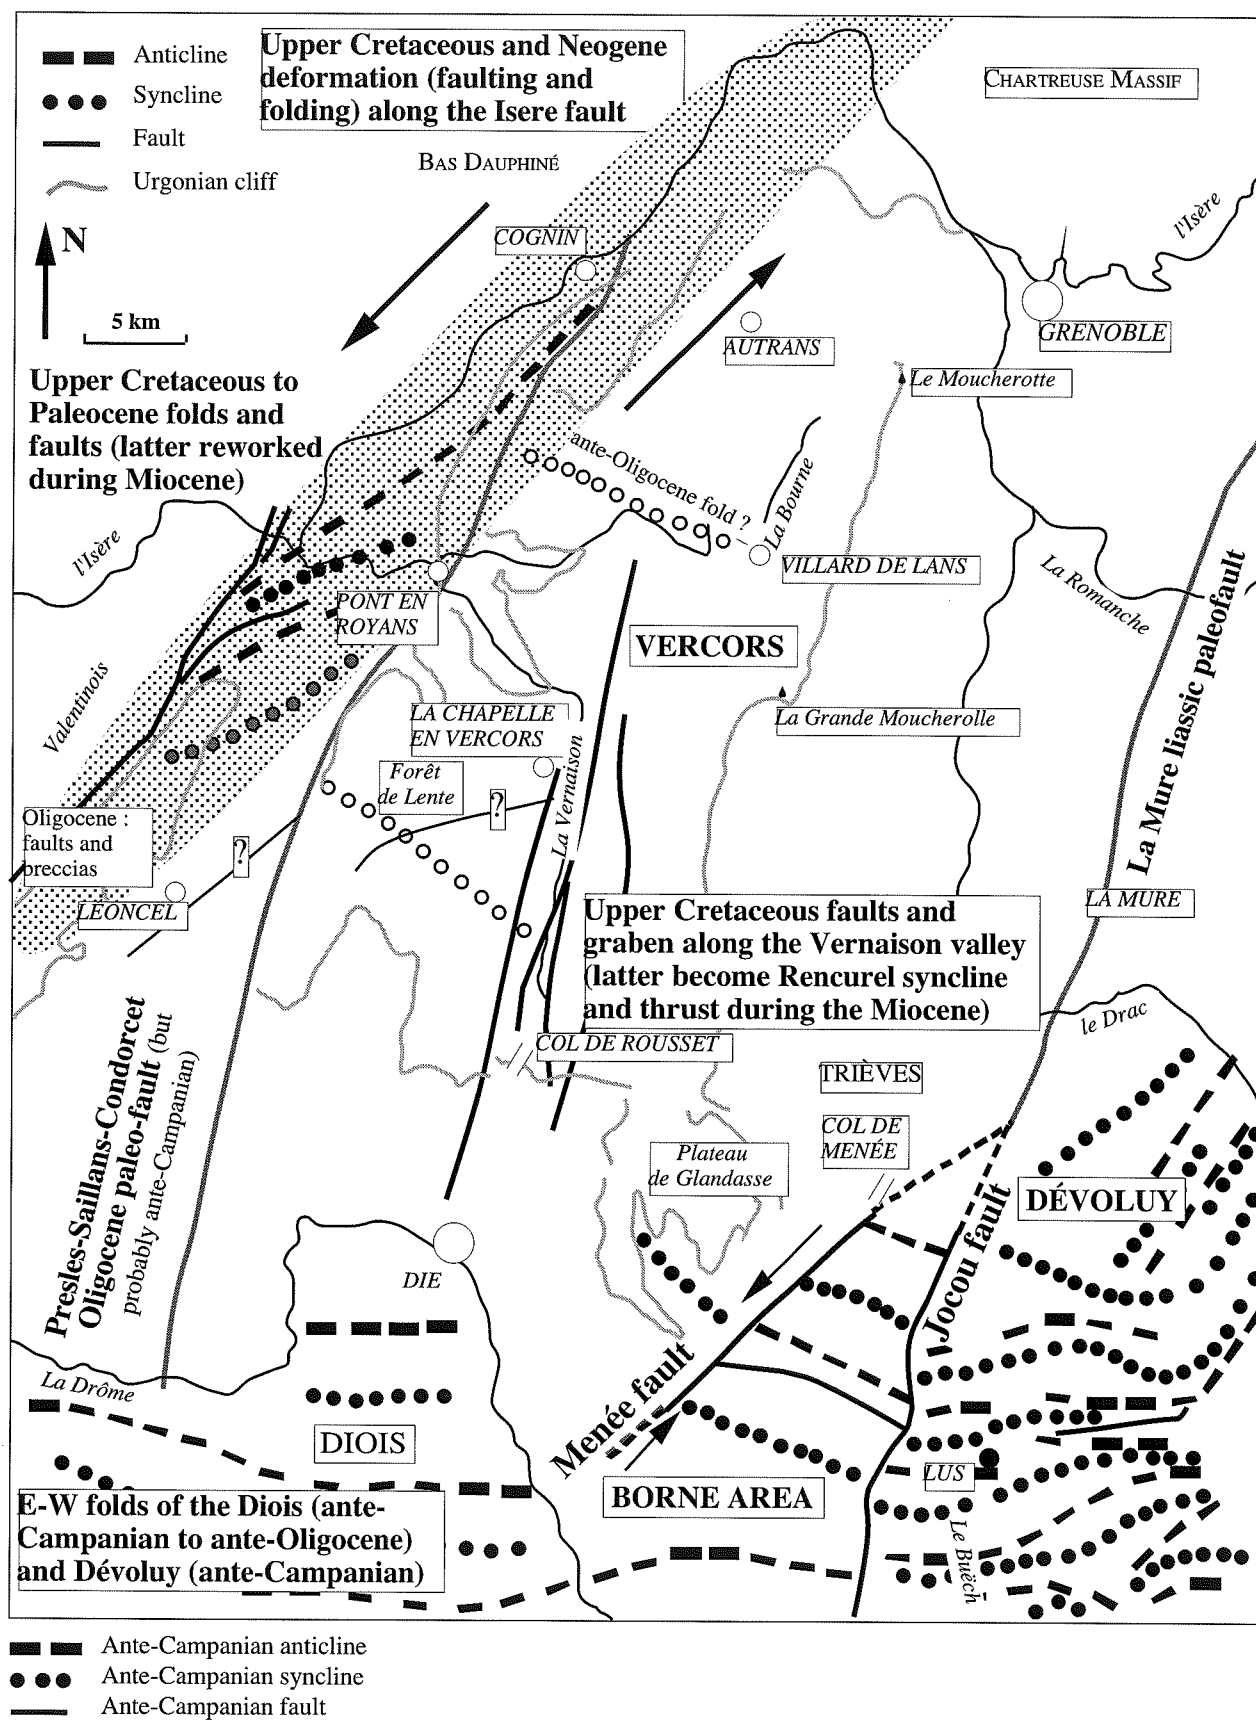 Anticline
Syncline
Fault
Urgonian cliff
Upper Cretaceous and Neogene
deformation (faulting and
folding) along the Isere fault
CHARTREUSE MASSIF
BAS DAUPHINÉ
N
5 km
COGNIN
l'Isère
GRENOBLE
AUTRANS
Le Moucherotte
Upper Cretaceous to
Paleocene folds and
faults (latter reworked
during Miocene)
ante-Oligocene fold ?
La Bourne
l'Isère
VILLARD DE LANS
La Romanche
PONT EN
ROYANS
VERCORS
La Mure liassic paleofault
Valentinois
LA CHAPELLE
EN VERCORS
La Grande Moucherolle
Forêt
de Lente
?
La Vernaison
Oligocene :
faults and
breccias
?
LÉONCEL
LA MURE
Upper Cretaceous faults and
graben along the Vernaison valley
(latter become Rencurel syncline
and thrust during the Miocene)
le Drac
COL DE ROUSSET
TRIÈVES
COL DE
MENÉE
Plateau
de Glandasse
DÉVOLUY
Presles-Saillans-Condorcet
Oligocene paleo-fault (but
probably ante-Campanian)
Jocou fault
DIE
Menée fault
La Drôme
DIOIS
LUS
BORNE AREA
Le Buëch
E-W folds of the Diois (ante-
Campanian to ante-Oligocene)
and Dévoluy (ante-Campanian)
Ante-Campanian anticline
Ante-Campanian syncline
Ante-Campanian fault